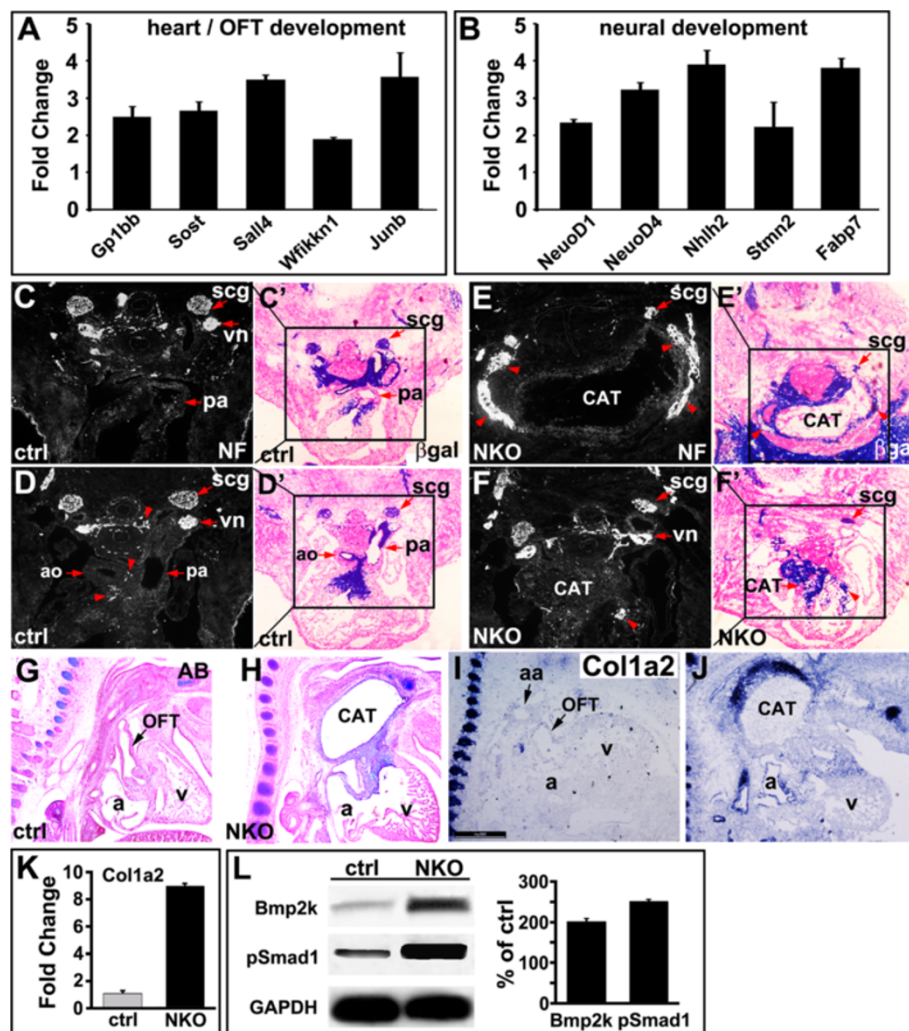 A heart / OFT development
Fold Change
5
4
3
2
1
0
Gp1bb Sost Sall4 Wfikkn1 Junb
B neural development
Fold Change
5
4
3
2
1
0
NeuoD1 NeuoD4 Nhlh2 Stmn2 Fabp7
C scg
vn
pa
ctrl NF
C' scg
pa
ctrl βgal
E scg
CAT
NKO NF
E' scg
CAT
βgal
D scg
vn
ao pa
ctrl
D' scg
ao pa
ctrl
F scg
vn
CAT
NKO
F' scg
CAT
NKO
G AB
OFT
a v
ctrl
H
CAT
a v
NKO
I Col1a2
aa
OFT
v
a
J
CAT
a
v
K
Col1a2
Fold Change
10
8
6
4
2
0
ctrl NKO
L ctrl NKO
Bmp2k
pSmad1
GAPDH
% of ctrl
250
200
150
100
0
Bmp2k pSmad1